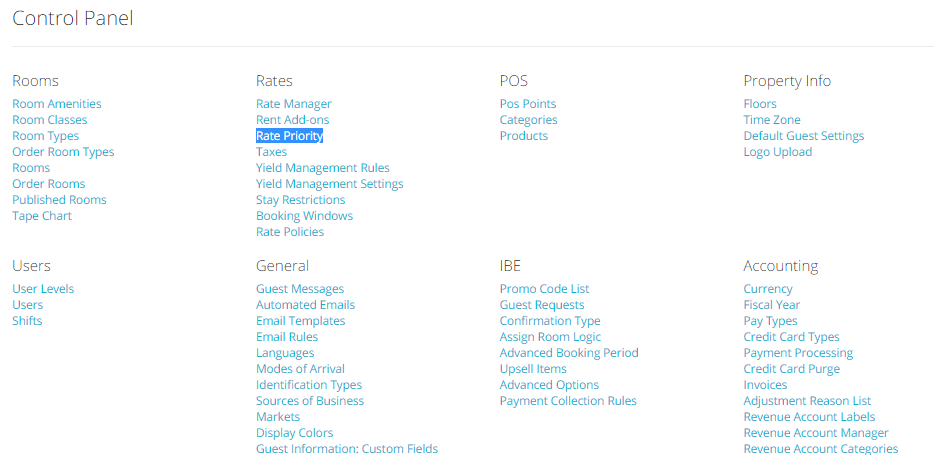 Control Panel
Rooms
Room Amenities
Room Classes
Room Types
Order Room Types
Rooms
Order Rooms
Published Rooms
Tape Chart
Rates
Rate Manager
Rent Add-ons
Rate Priority
Taxes
Yield Management Rules
Yield Management Settings
Stay Restrictions
Booking Windows
Rate Policies
POS
Pos Points
Categories
Products
Property Info
Floors
Time Zone
Default Guest Settings
Logo Upload
Users
User Levels
Users
Shifts
General
Guest Messages
Automated Emails
Email Templates
Email Rules
Languages
Modes of Arrival
Identification Types
Sources of Business
Markets
Display Colors
Guest Information: Custom Fields
IBE
Promo Code List
Guest Requests
Confirmation Type
Assign Room Logic
Advanced Booking Period
Upsell Items
Advanced Options
Payment Collection Rules
Accounting
Currency
Fiscal Year
Pay Types
Credit Card Types
Payment Processing
Credit Card Purge
Invoices
Adjustment Reason List
Revenue Account Labels
Revenue Account Manager
Revenue Account Categories